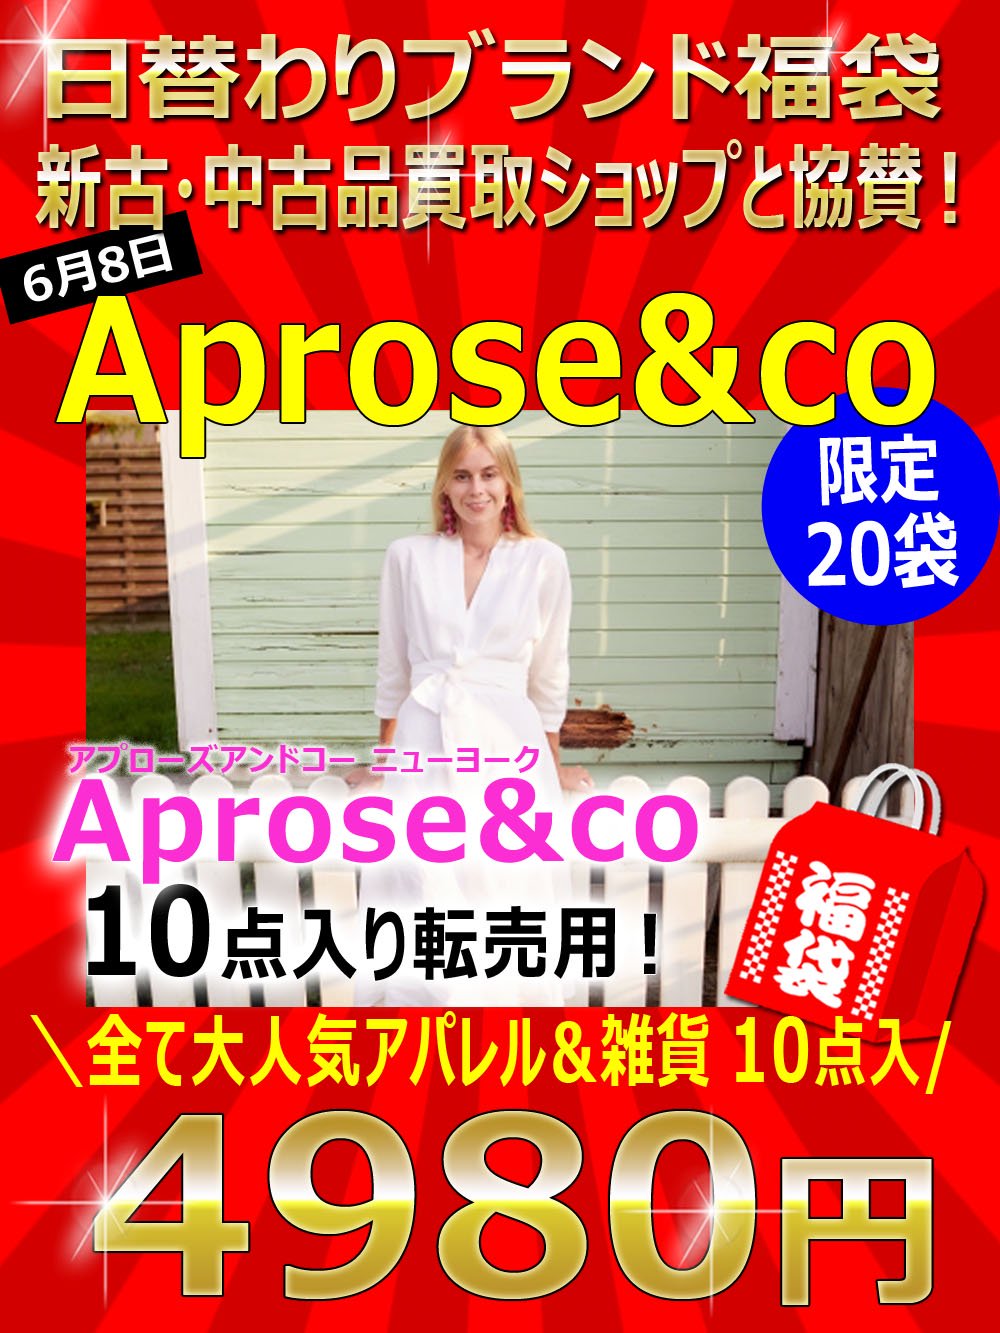 日替わりブランド福袋
新古・中古品買取ショップと協賛！
6月8日
Aprose&co
限定
20袋
アプローズアンドコー ニューヨーク
Aprose&co
10点入り転売用！
福袋
＼全て大人気アパレル＆雑貨 10点入/
4980円